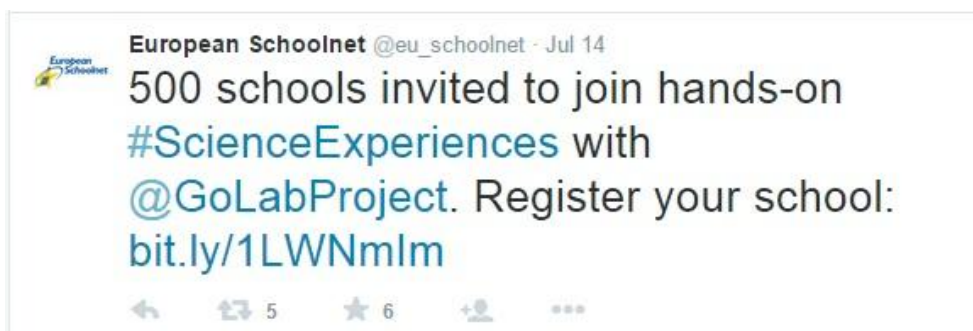 European Schoolnet @eu_schoolnet · Jul 14
European
Schoolnet
500 schools invited to join hands-on
#ScienceExperiences with
@GoLabProject. Register your school:
bit.ly/1LWNmIm
5 6